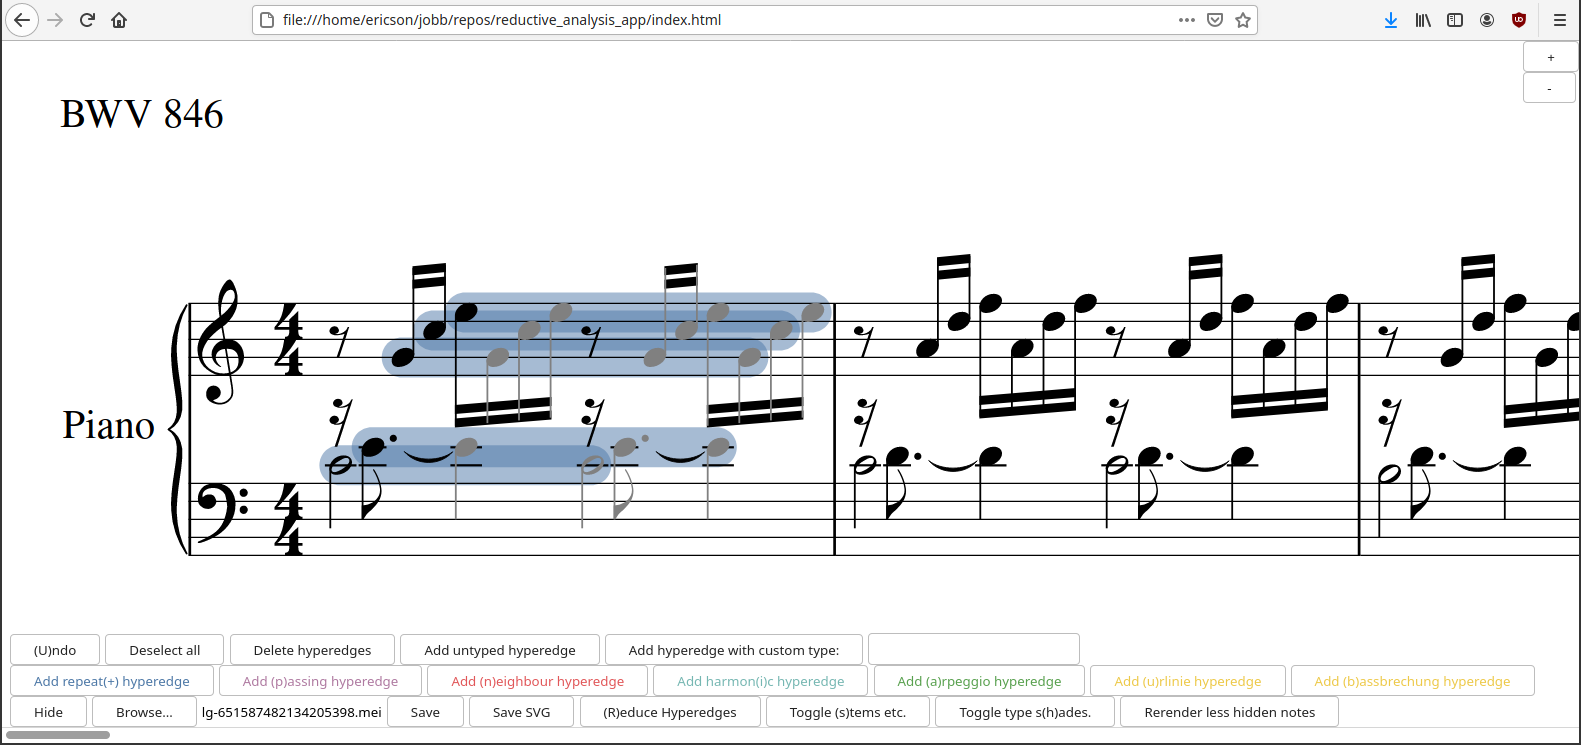 file:///home/ericson/jobb/repos/reductive_analysis_app/index.html
+
-
BWV 846
Piano
(U)ndo Deselect all Delete hyperedges Add untyped hyperedge Add hyperedge with custom type:
Add repeat(+) hyperedge Add (p)assing hyperedge Add (n)eighbour hyperedge Add harmon(i)c hyperedge Add (a)rpeggio hyperedge Add (u)rlinie hyperedge Add (b)assbrechung hyperedge
Hide Browse... lg-651587482134205398.mei Save Save SVG (R)educe Hyperedges Toggle (s)tems etc. Toggle type s(h)ades. Rerender less hidden notes